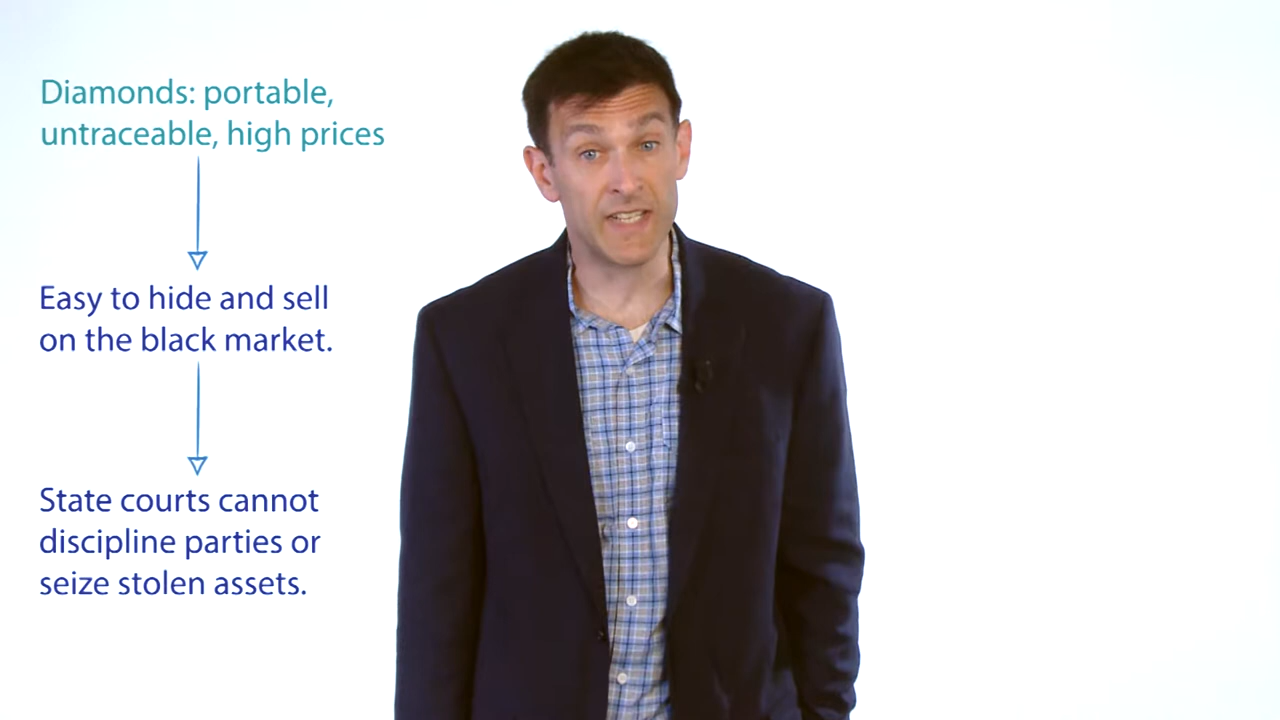 Diamonds: portable,
untraceable, high prices
Easy to hide and sell
on the black market.
State courts cannot
discipline parties or
seize stolen assets.